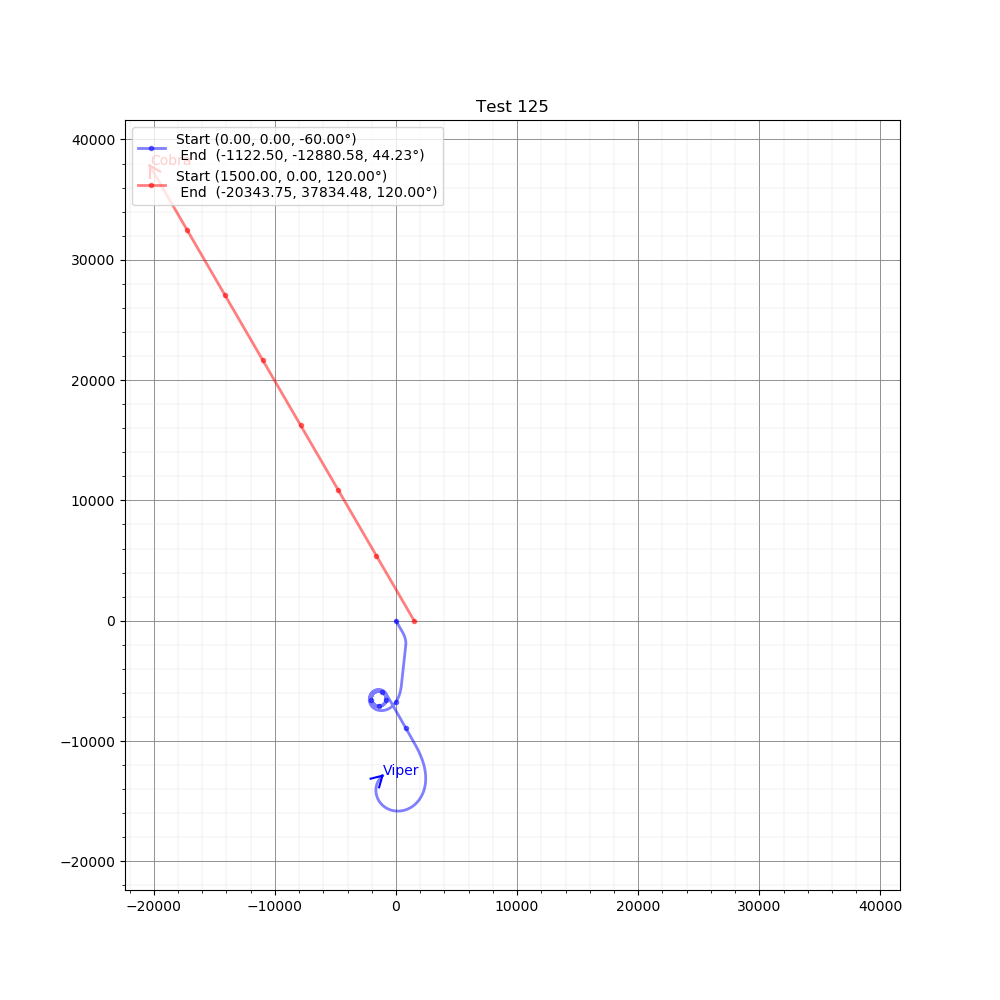 Test 125
Start (0.00, 0.00, -60.00°)
End (-1122.50, -12880.58, 44.23°)
Start (1500.00, 0.00, 120.00°)
End (-20343.75, 37834.48, 120.00°)
Cobra
Viper
40000
30000
20000
10000
0
−10000
−20000
−20000 −10000 0 10000 20000 30000 40000